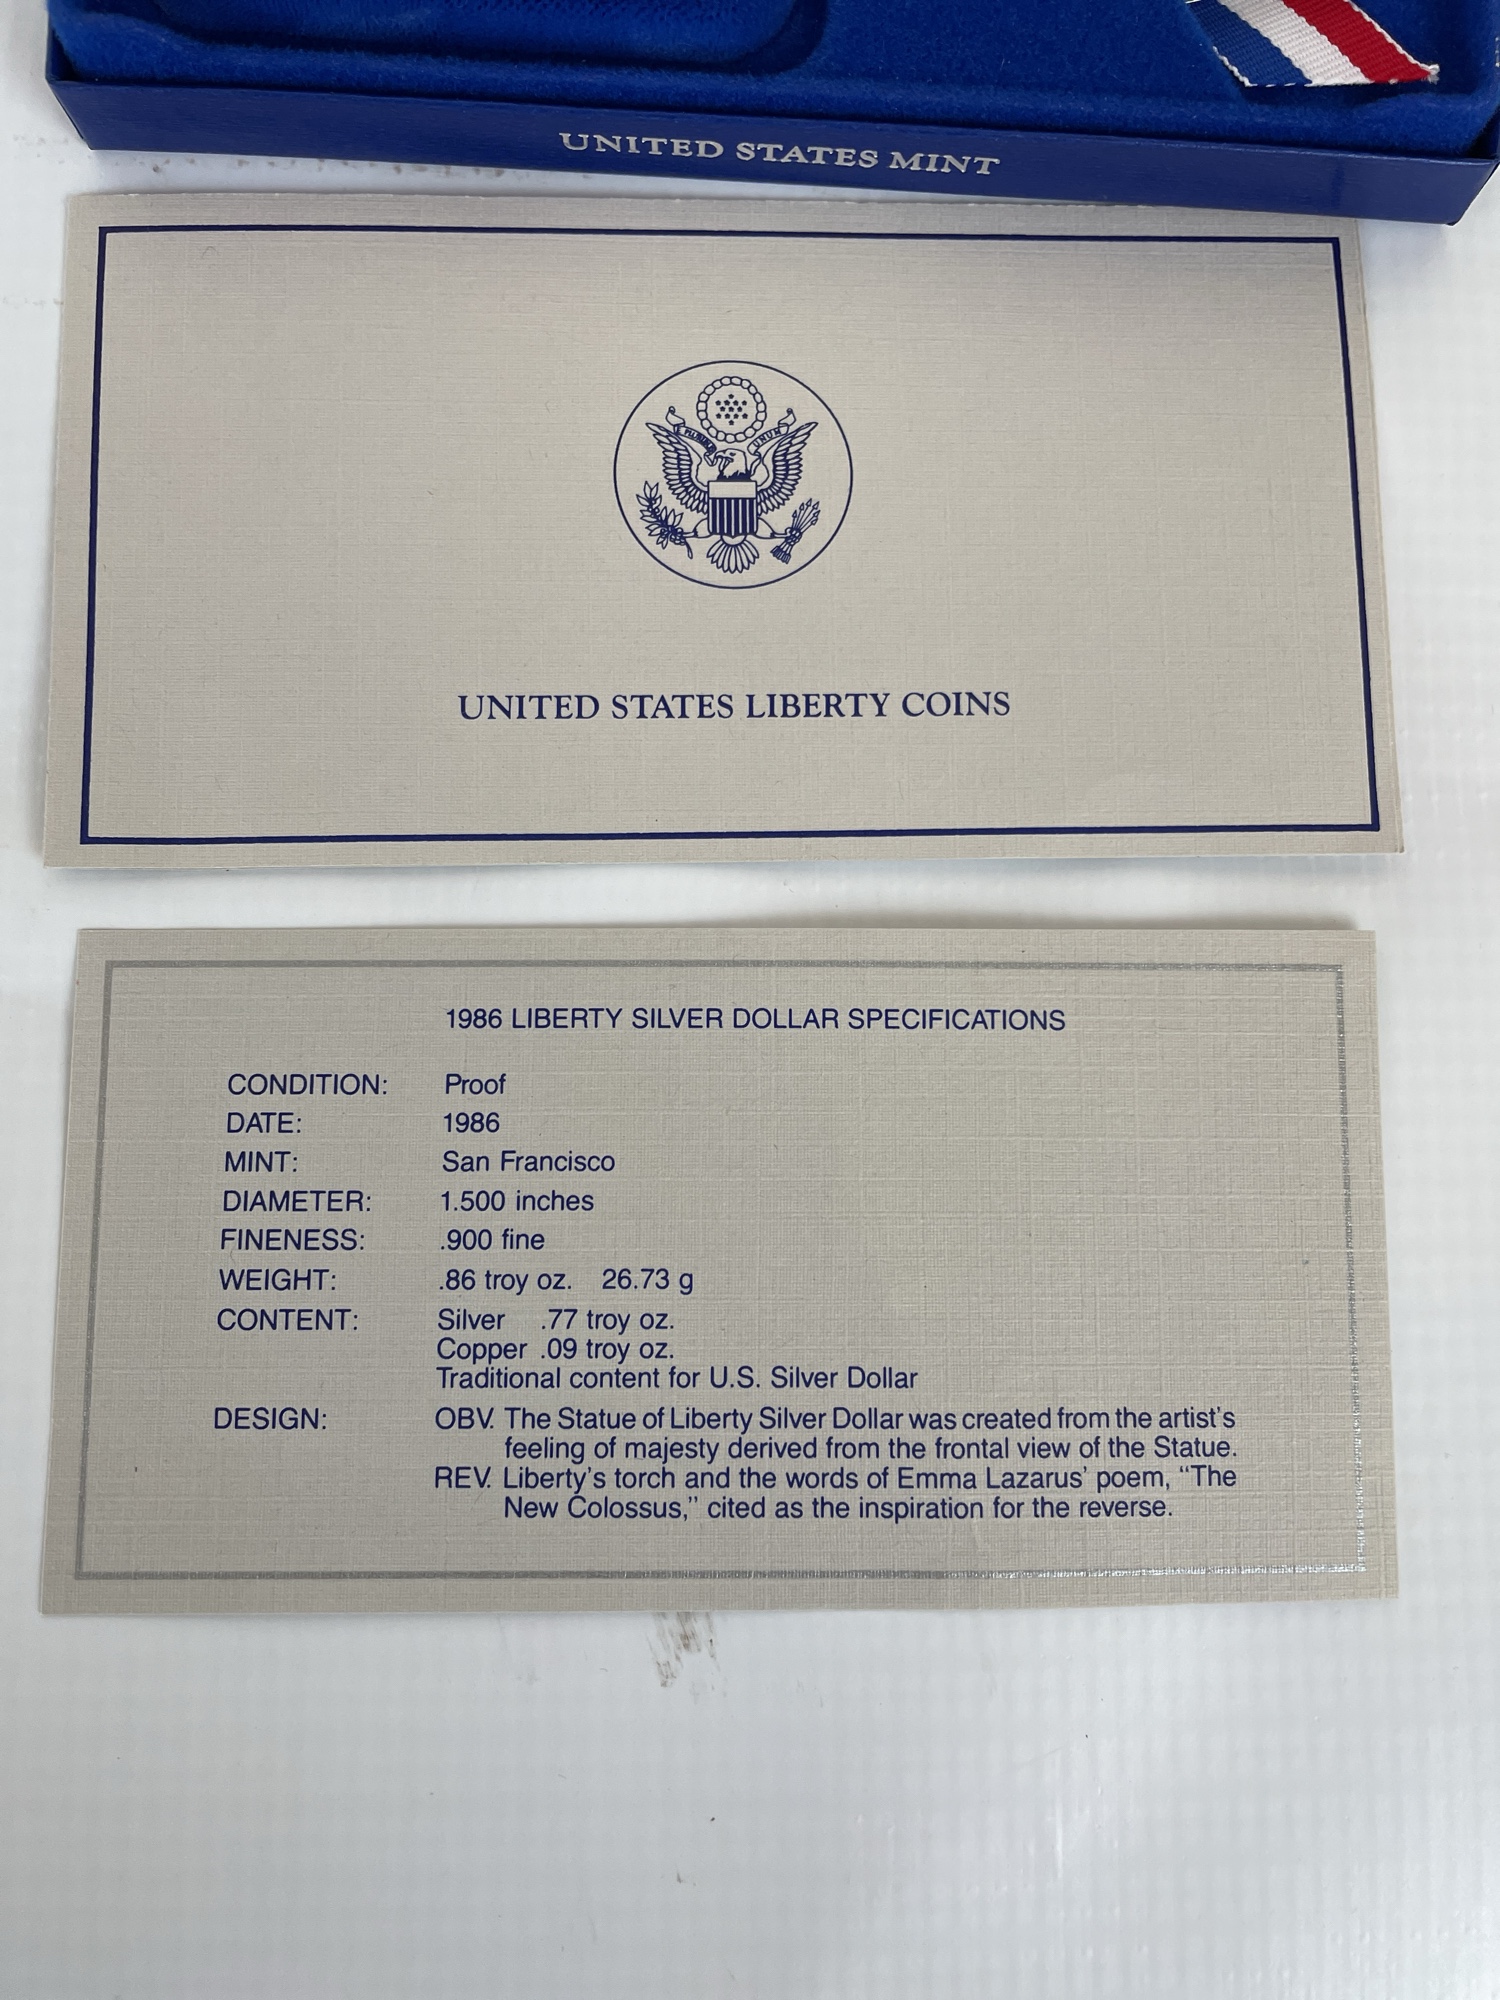 UNITED STATES MINT
E PLURIBUS UNUM
UNITED STATES LIBERTY COINS
1986 LIBERTY SILVER DOLLAR SPECIFICATIONS
CONDITION: Proof
DATE: 1986
MINT: San Francisco
DIAMETER: 1.500 inches
FINENESS: .900 fine
WEIGHT: .86 troy oz. 26.73 g
CONTENT: Silver .77 troy oz.
Copper .09 troy oz.
Traditional content for U.S. Silver Dollar
DESIGN: OBV. The Statue of Liberty Silver Dollar was created from the artist's
feeling of majesty derived from the frontal view of the Statue.
REV. Liberty's torch and the words of Emma Lazarus' poem, "The
New Colossus," cited as the inspiration for the reverse.